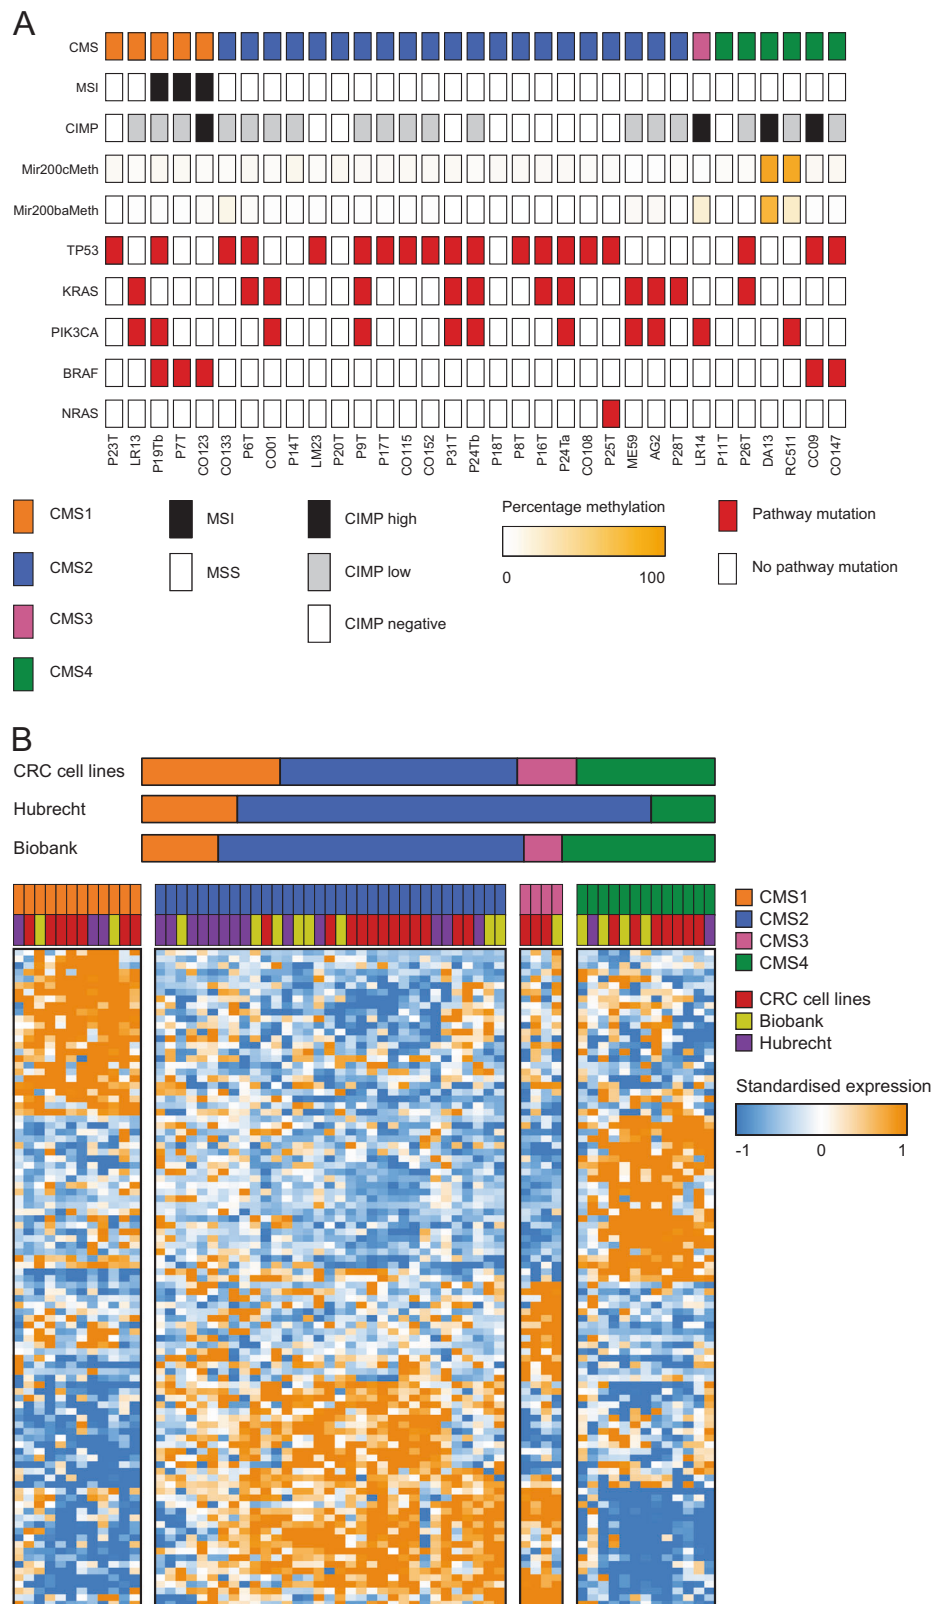 A
CMS
MSI
CIMP
Mir200cMeth
Mir200baMeth
TP53
KRAS
PIK3CA
BRAF
NRAS
P23T LR13 P19Tb P7T CO123 CO133 P6T CO01 P14T LM23 P20T P9T P17T CO115 CO152 P31T P24Tb P18T P8T P16T P24Ta CO108 P25T ME59 AG2 P28T LR14 P11T P26T DA13 RC511 CC09 CO147
CMS1
CMS2
CMS3
CMS4
MSI
MSS
CIMP high
CIMP low
CIMP negative
Percentage methylation
0 100
Pathway mutation
No pathway mutation
B
CRC cell lines
Hubrecht
Biobank
CMS1
CMS2
CMS3
CMS4
CRC cell lines
Biobank
Hubrecht
Standardised expression
-1 0 1